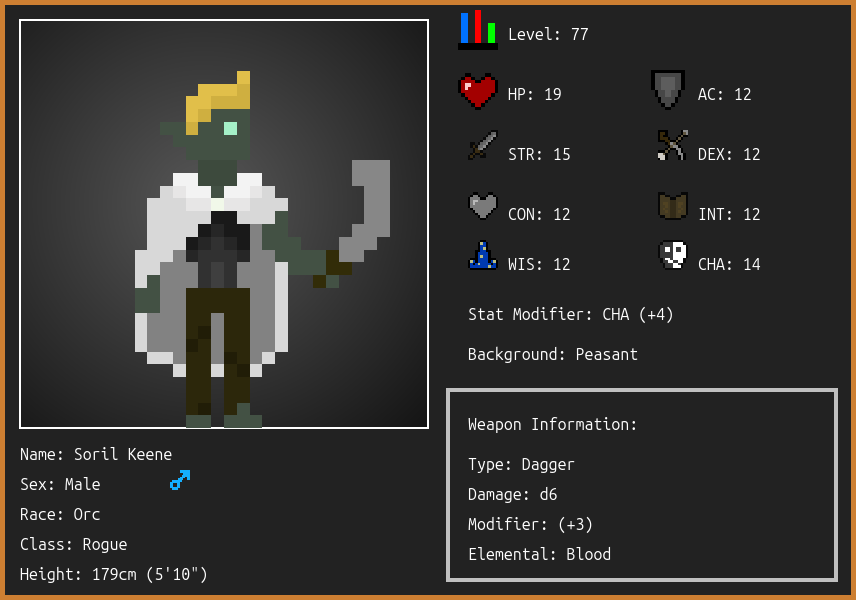 Level: 77
HP: 19
AC: 12
STR: 15
DEX: 12
CON: 12
INT: 12
WIS: 12
CHA: 14
Stat Modifier: CHA (+4)
Background: Peasant
Weapon Information:
Type: Dagger
Damage: d6
Modifier: (+3)
Elemental: Blood
Name: Soril Keene
Sex: Male
Race: Orc
Class: Rogue
Height: 179cm (5'10")